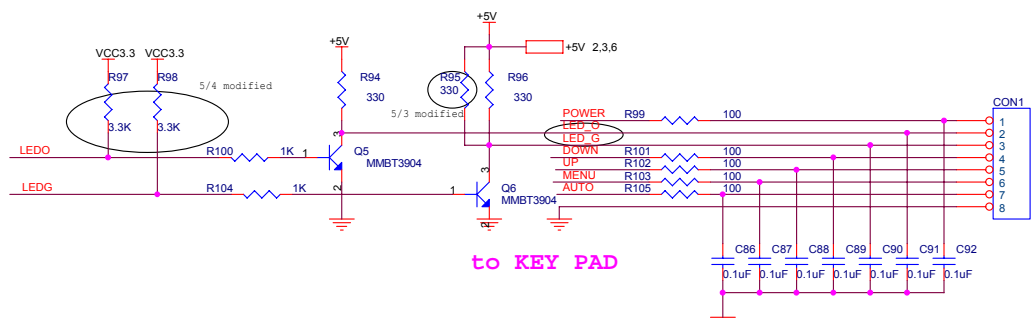 +5V
+5V
+5V 2,3,6
VCC3.3 VCC3.3
R97 R98
5/4 modified
3.3K 3.3K
R94
330
R95
330
R96
330
5/3 modified
LEDO
R100 1K
1
3
Q5
MMBT3904
2
LEDG
R104 1K
1
3
Q6
MMBT3904
2
POWER R99 100
LED_O
LED_G
DOWN R101 100
UP R102 100
MENU R103 100
AUTO R105 100
CON1
1
2
3
4
5
6
7
8
C86 C87 C88 C89 C90 C91 C92
0.1uF 0.1uF 0.1uF 0.1uF 0.1uF 0.1uF 0.1uF
to KEY PAD